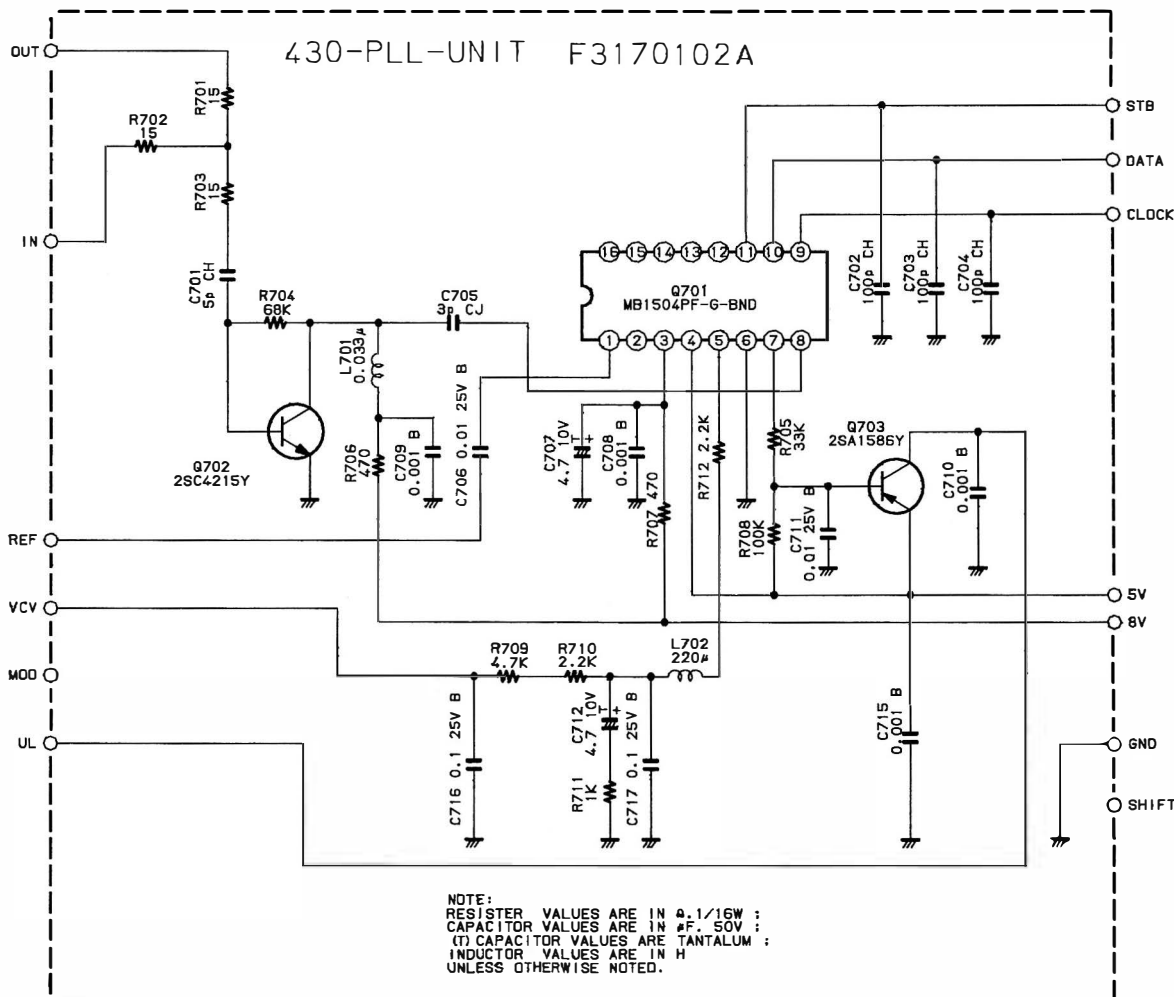 430-PLL-UNIT F3170102A
OUT
R701
15
R702
15
R703
15
IN
C701
5p CH
R704
68K
L701
0.033μ
C705
3p CJ
Q702
2SC4215Y
R706
470
C709
0.001 B
C706 0.01 25V B
REF
VCV
MOD
UL
16 15 14 13 12 11 10 9
Q701
MB1504PF-G-BND
1 2 3 4 5 6 7 8
STB
DATA
CLOCK
C702
100p CH
C703
100p CH
C704
100p CH
C707
4.7 10V
T +
C708
0.001 B
R707 470
R712 2.2K
R705
33K
R708
100K
C711
0.01 25V B
Q703
2SA1586Y
C710
0.001 B
5V
8V
R709
4.7K
R710
2.2K
L702
220μ
C716 0.1 25V B
C712
4.7 10V
T +
R711
1K
C717 0.1 25V B
C715
0.001 B
GND
SHIFT
NOTE:
RESISTER VALUES ARE IN Ω.1/16W ;
CAPACITOR VALUES ARE IN μF. 50V ;
(T) CAPACITOR VALUES ARE TANTALUM ;
INDUCTOR VALUES ARE IN H
UNLESS OTHERWISE NOTED.